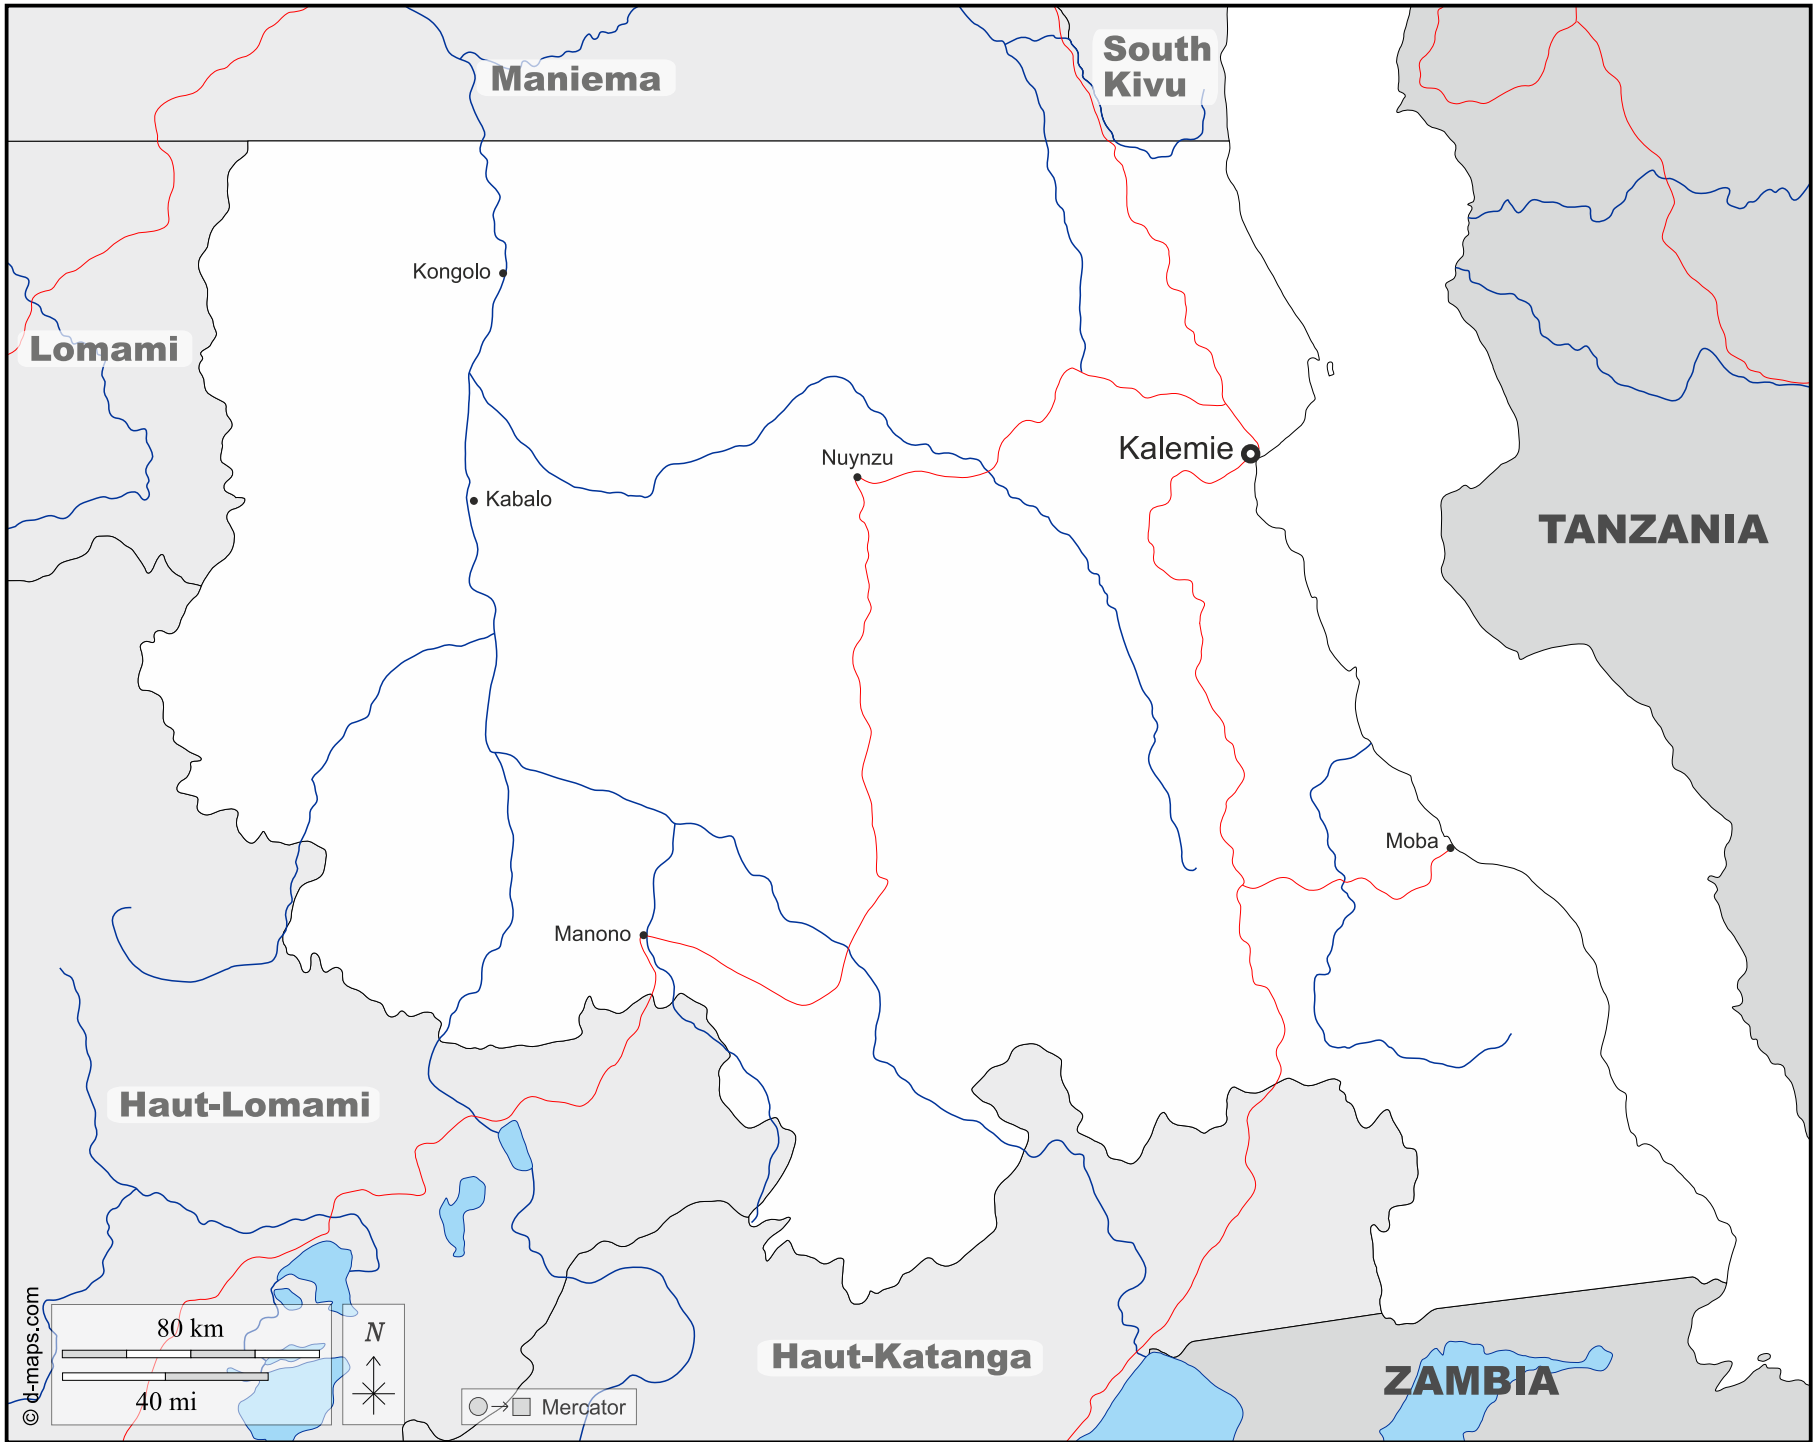 South
Kivu
Maniema
Kongolo
Lomami
Kalemie
Nuynzu
Kabalo
TANZANIA
Moba
Manono
Haut-Lomami
80 km
40 mi
N
Mercator
Haut-Katanga
ZAMBIA
© d-maps.com